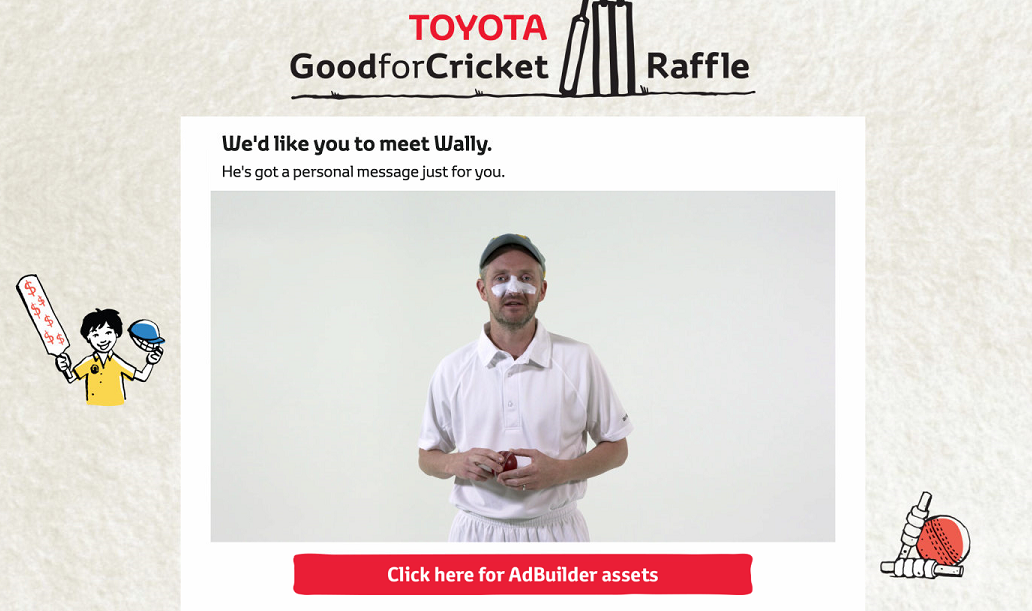 TOYOTA
GoodforCricket Raffle
We'd like you to meet Wally.
He's got a personal message just for you.
$ $ $ $ $ $
Click here for AdBuilder assets